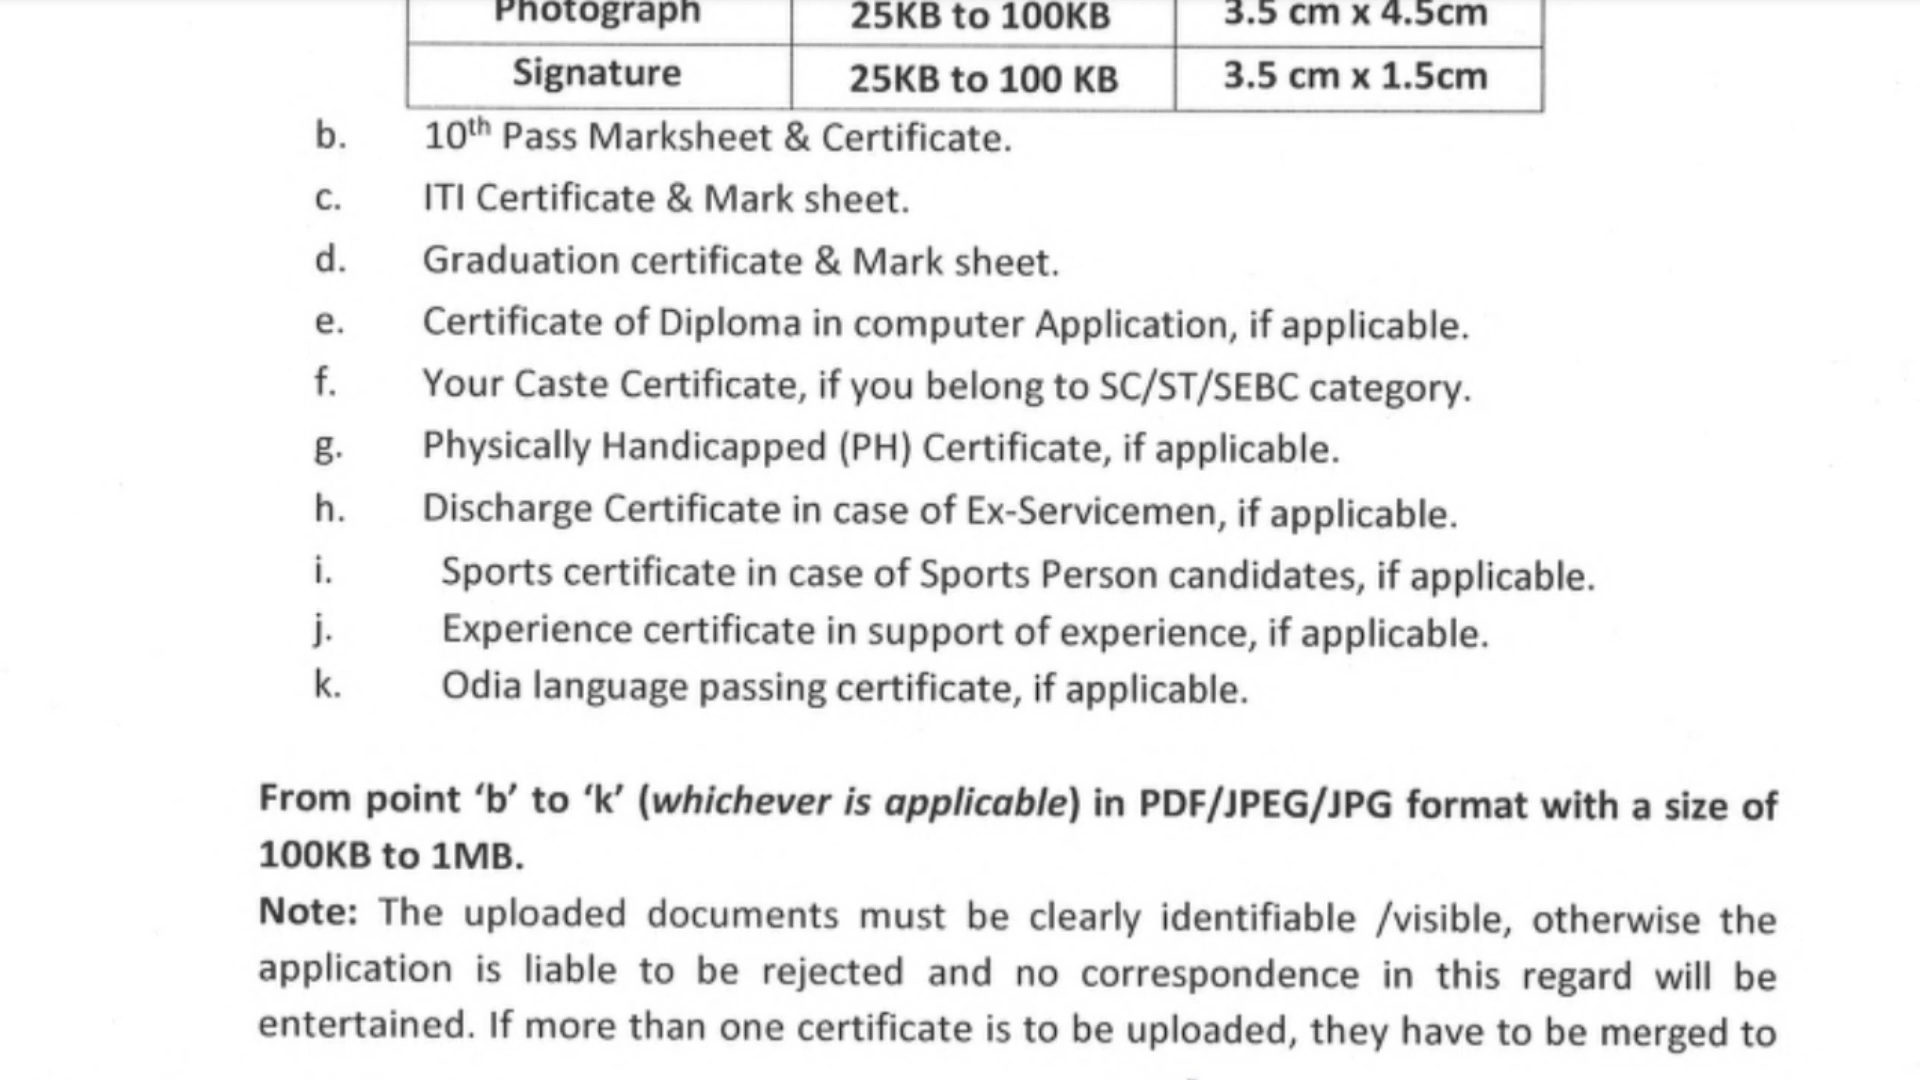 Photograph 25KB to 100KB 3.5 cm x 4.5cm
Signature 25KB to 100 KB 3.5 cm x 1.5cm
b. 10th Pass Marksheet & Certificate.
c. ITI Certificate & Mark sheet.
d. Graduation certificate & Mark sheet.
e. Certificate of Diploma in computer Application, if applicable.
f. Your Caste Certificate, if you belong to SC/ST/SEBC category.
g. Physically Handicapped (PH) Certificate, if applicable.
h. Discharge Certificate in case of Ex-Servicemen, if applicable.
i. Sports certificate in case of Sports Person candidates, if applicable.
j. Experience certificate in support of experience, if applicable.
k. Odia language passing certificate, if applicable.
From point ‘b’ to ‘k’ (whichever is applicable) in PDF/JPEG/JPG format with a size of
100KB to 1MB.
Note: The uploaded documents must be clearly identifiable /visible, otherwise the
application is liable to be rejected and no correspondence in this regard will be
entertained. If more than one certificate is to be uploaded, they have to be merged to